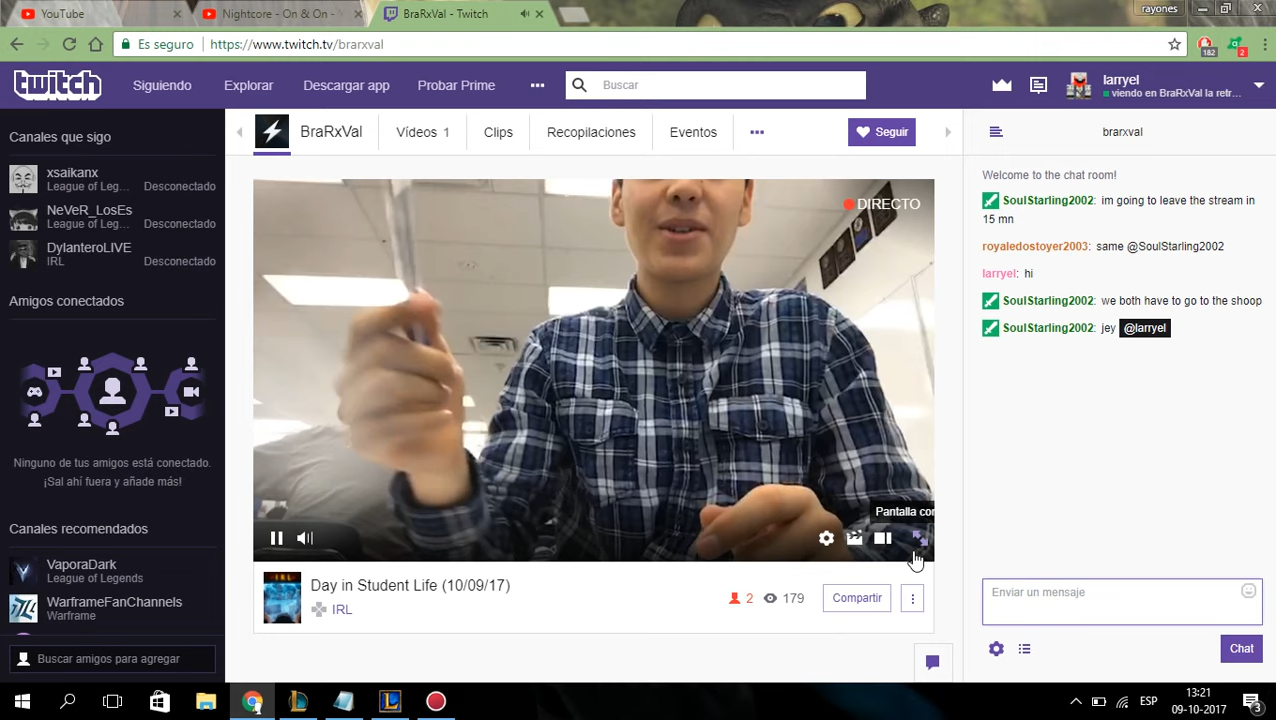 YouTube
Nightcore - On & On -
BraRxVal - Twitch
rayones
Es seguro
https://www.twitch.tv/brarxval
182
2
twitch
Siguiendo
Explorar
Descargar app
Probar Prime
Buscar
larryel
viendo en BraRxVal la retr...
Canales que sigo
xsaikanx
League of Leg...
Desconectado
NeVeR_LosEs
League of Leg...
Desconectado
DylanteroLIVE
IRL
Desconectado
Amigos conectados
Ninguno de tus amigos está conectado.
¡Sal ahí fuera y añade más!
Canales recomendados
VaporaDark
League of Legends
WarframeFanChannels
Warframe
Buscar amigos para agregar
BraRxVal
Vídeos 1
Clips
Recopilaciones
Eventos
Seguir
DIRECTO
Pantalla con
Day in Student Life (10/09/17)
IRL
2
179
Compartir
brarxval
Welcome to the chat room!
SoulStarling2002: im going to leave the stream in
15 mn
royaledostoyer2003: same @SoulStarling2002
larryel: hi
SoulStarling2002: we both have to go to the shoop
SoulStarling2002: jey @larryel
Enviar un mensaje
Chat
ESP
13:21
09-10-2017
3